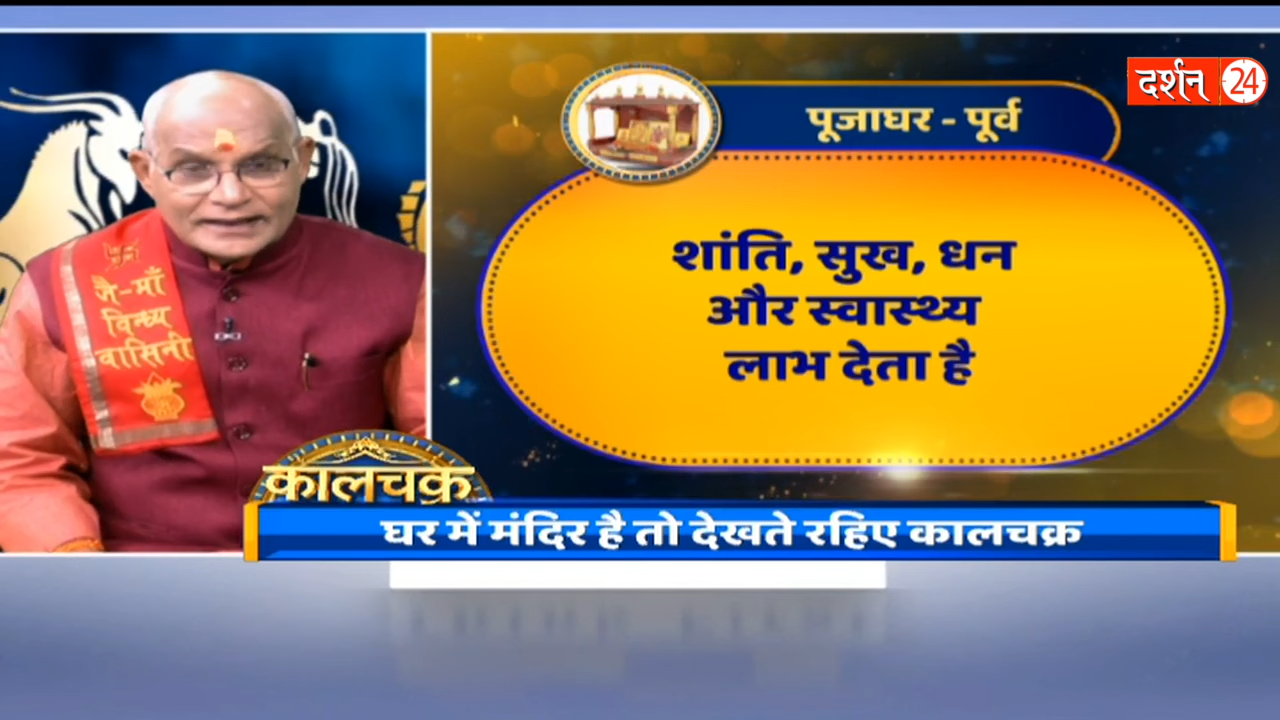 दर्शन 24
पूजाघर - पूर्व
शांति, सुख, धन
और स्वास्थ्य
लाभ देता है
जै-माँ
विन्ध्य
वासिनी
कालचक्र
घर में मंदिर है तो देखते रहिए कालचक्र